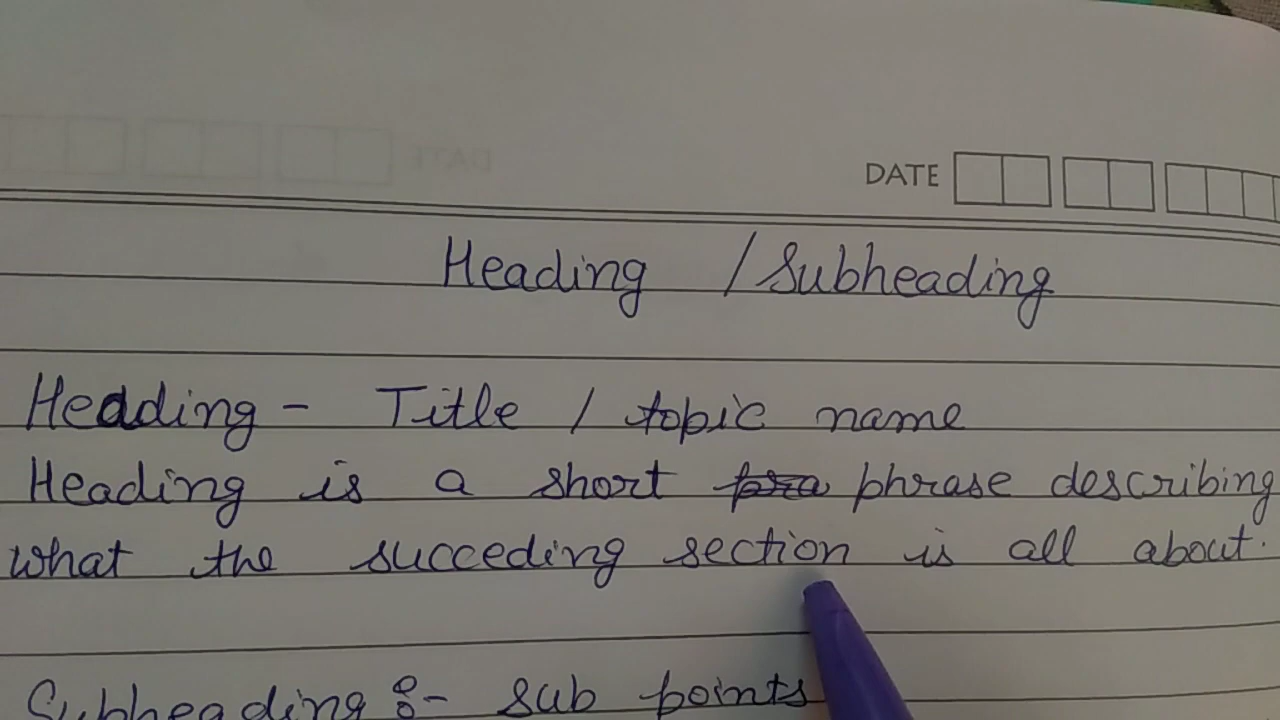 DATE
Heading / Subheading
Heading - Title / topic name
Heading is a short phrase describing
what the succeding section is all about.
Subheading :- sub points